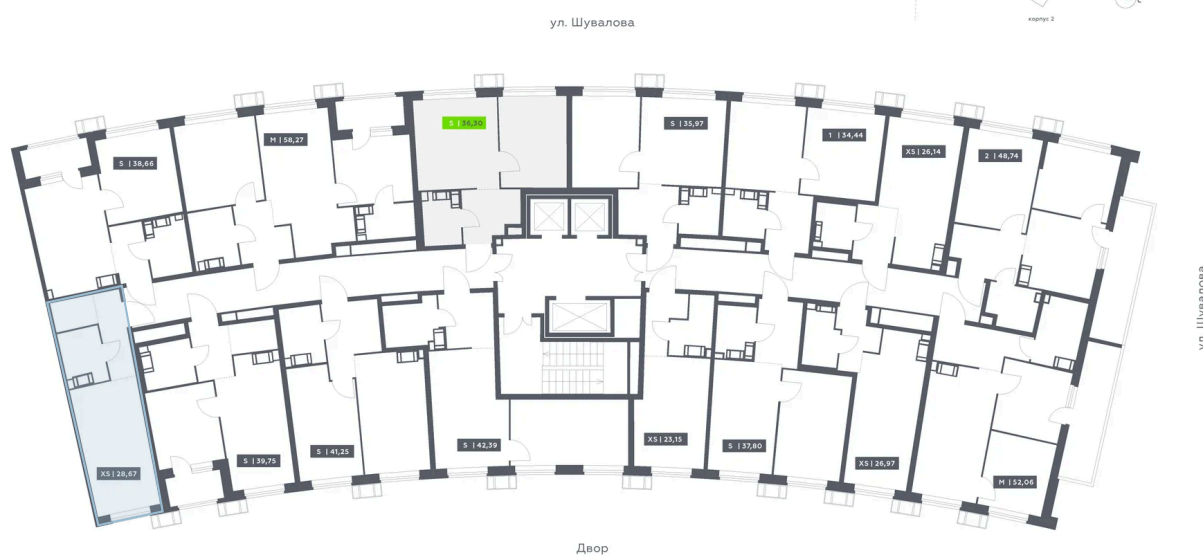 корпус 2
ул. Шувалова
S | 38,66
M | 58,27
S | 36,30
S | 35,97
1 | 34,44
XS | 26,14
2 | 48,74
ул. Шувалова
XS | 28,67
S | 39,75
S | 41,25
S | 42,39
XS | 23,15
S | 37,80
XS | 26,97
M | 52,06
Двор